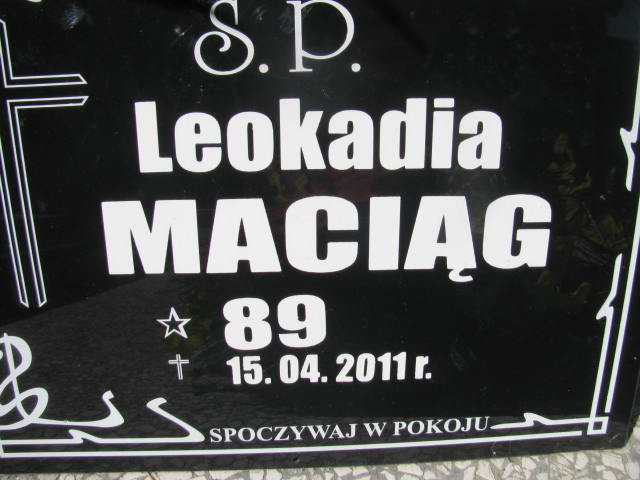 Ś.P.
Leokadia
MACIĄG
89
15.04.2011 r.
SPOCZYWAJ W POKOJU